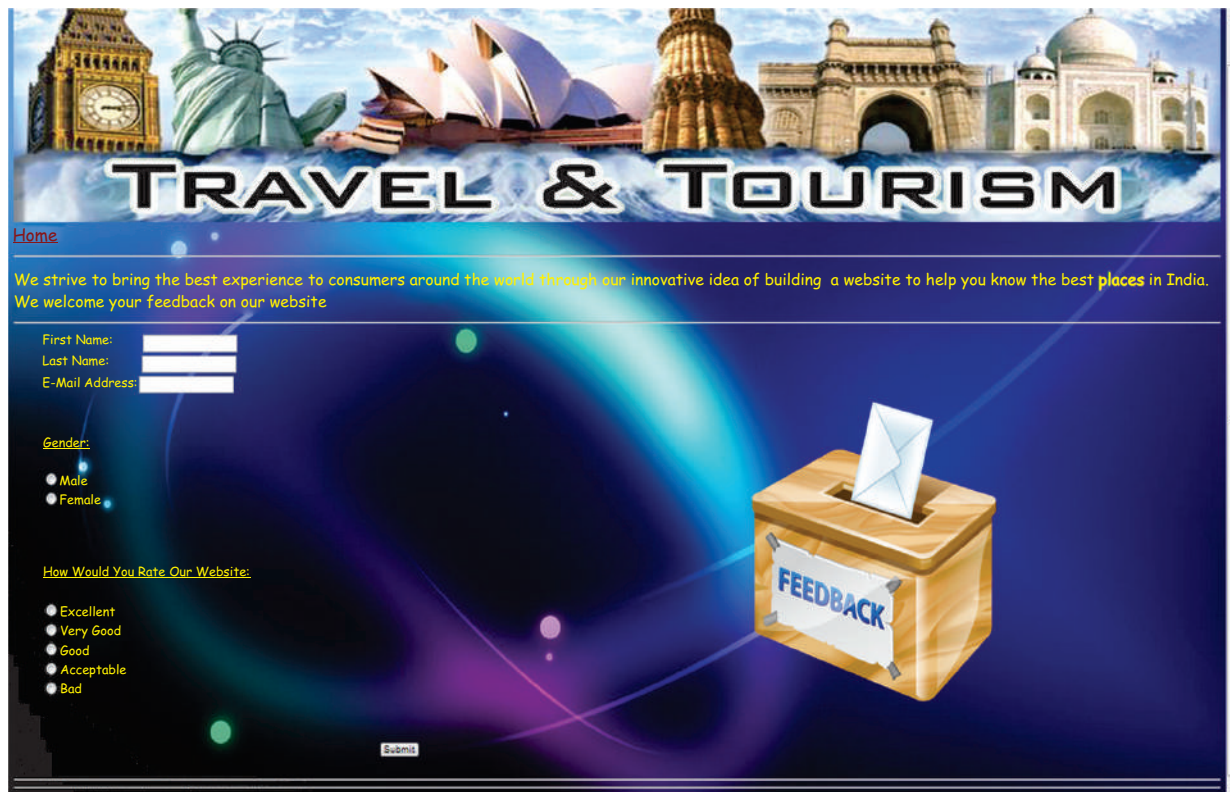 TRAVEL & TOURISM
Home
We strive to bring the best experience to consumers around the world through our innovative idea of building a website to help you know the best places in India.
We welcome your feedback on our website
First Name:
Last Name:
E-Mail Address:
Gender:
Male
Female
How Would You Rate Our Website:
Excellent
Very Good
Good
Acceptable
Bad
FEEDBACK
Submit